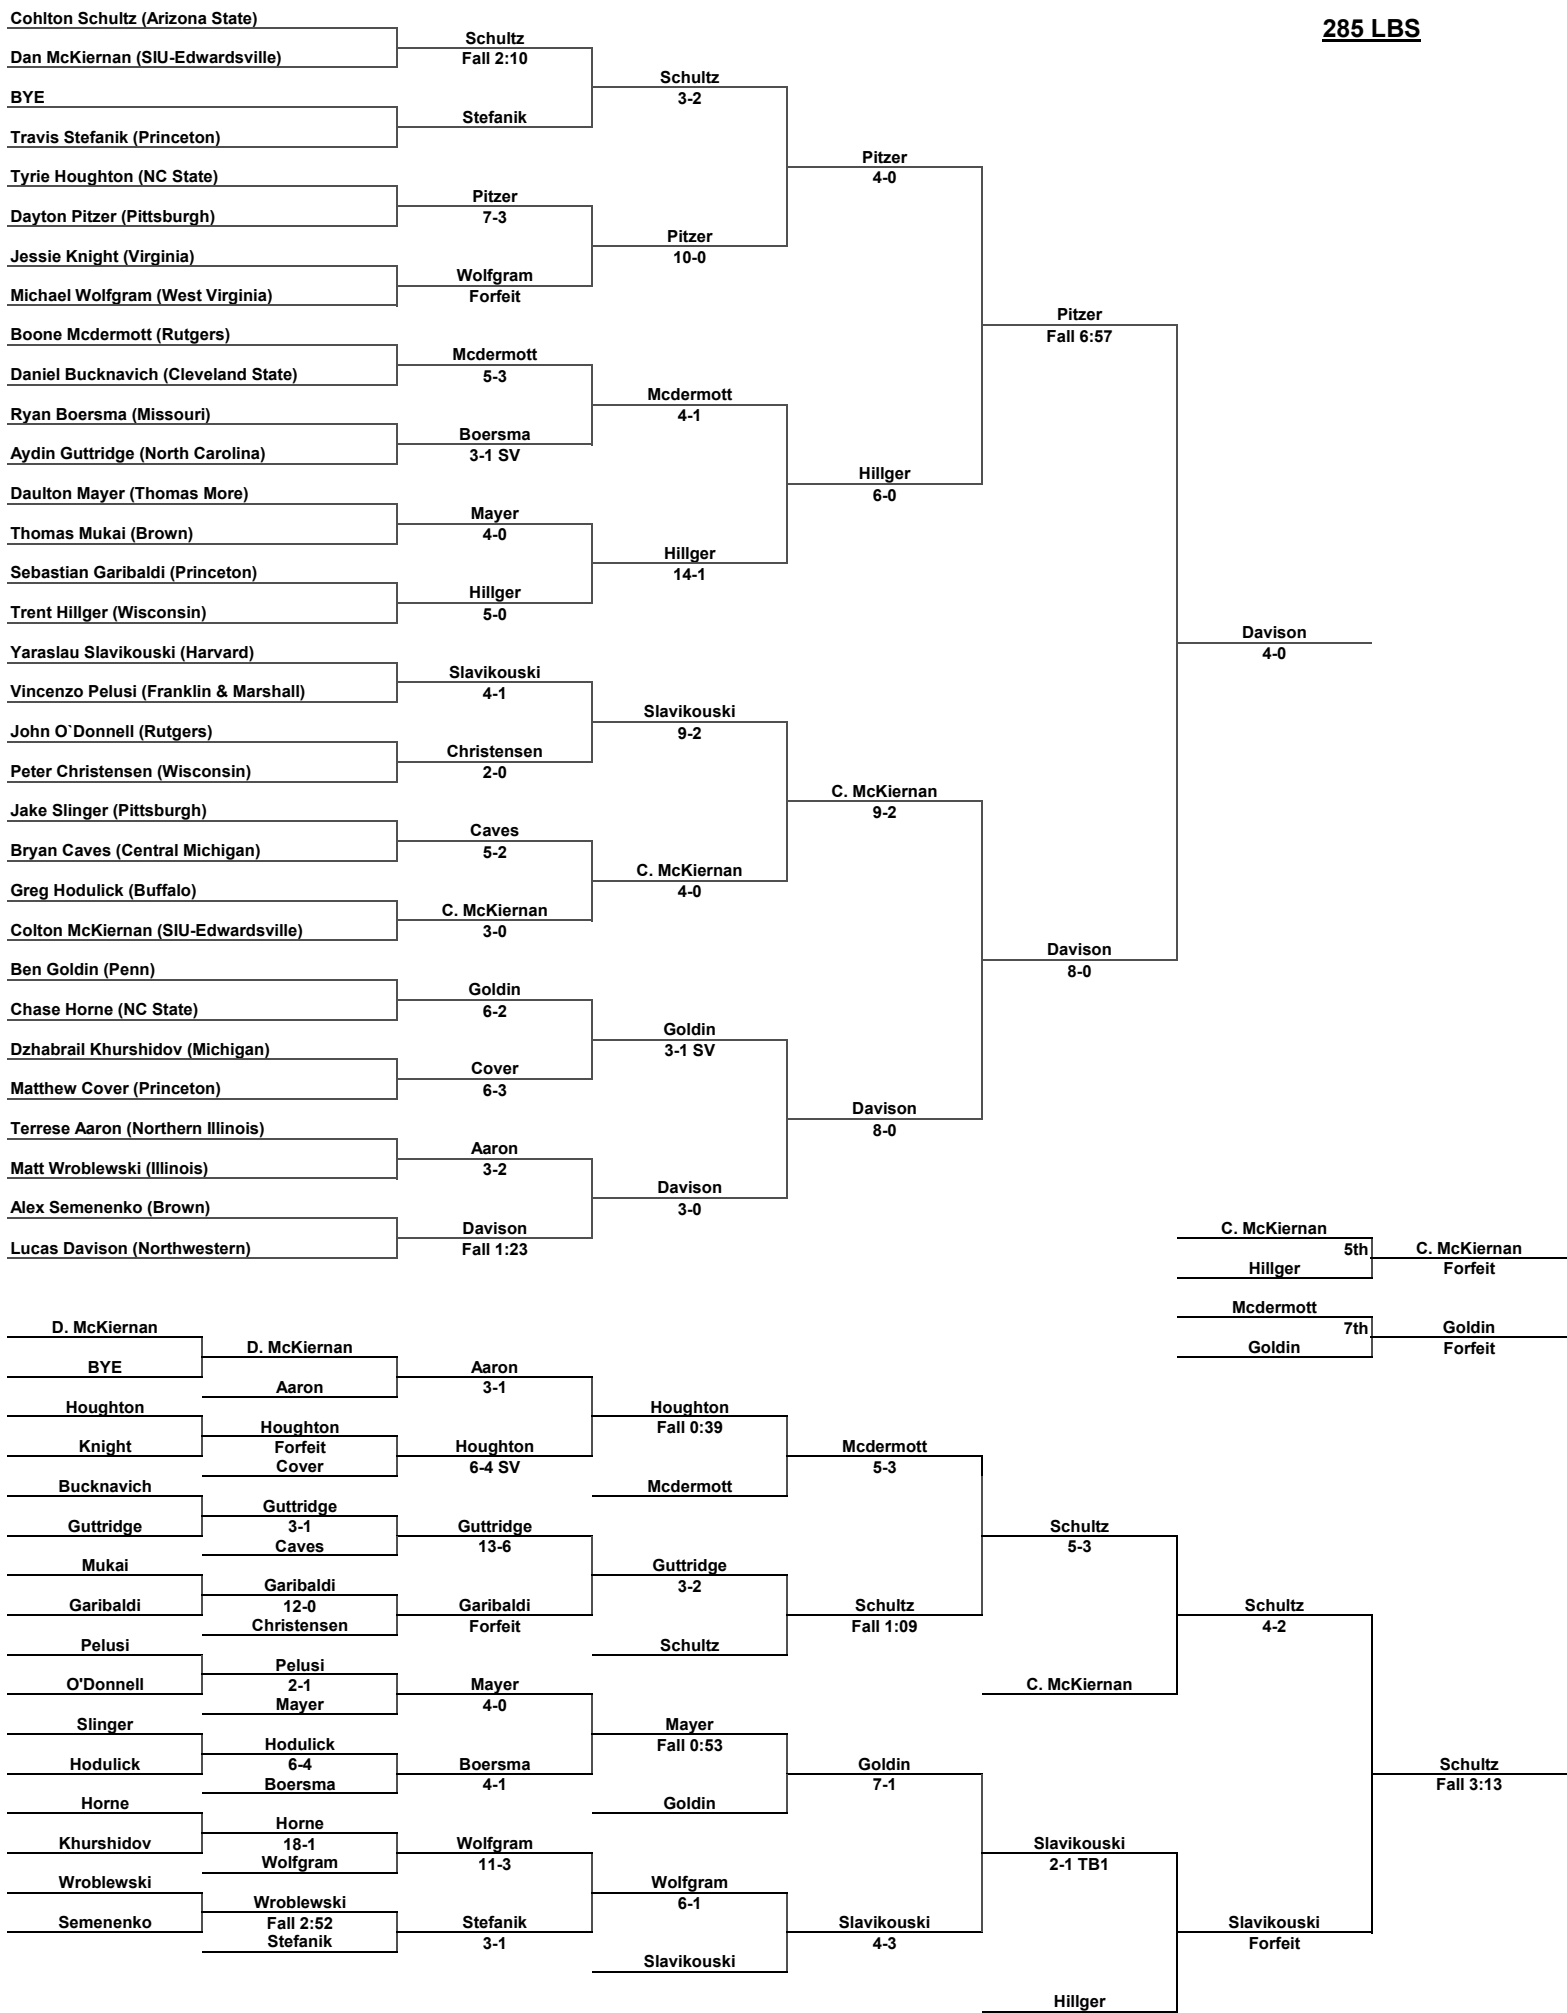 285 LBS
Cohlton Schultz (Arizona State)
Dan McKiernan (SIU-Edwardsville)
BYE
Travis Stefanik (Princeton)
Tyrie Houghton (NC State)
Dayton Pitzer (Pittsburgh)
Jessie Knight (Virginia)
Michael Wolfgram (West Virginia)
Boone Mcdermott (Rutgers)
Daniel Bucknavich (Cleveland State)
Ryan Boersma (Missouri)
Aydin Guttridge (North Carolina)
Daulton Mayer (Thomas More)
Thomas Mukai (Brown)
Sebastian Garibaldi (Princeton)
Trent Hillger (Wisconsin)
Yaraslau Slavikouski (Harvard)
Vincenzo Pelusi (Franklin & Marshall)
John O`Donnell (Rutgers)
Peter Christensen (Wisconsin)
Jake Slinger (Pittsburgh)
Bryan Caves (Central Michigan)
Greg Hodulick (Buffalo)
Colton McKiernan (SIU-Edwardsville)
Ben Goldin (Penn)
Chase Horne (NC State)
Dzhabrail Khurshidov (Michigan)
Matthew Cover (Princeton)
Terrese Aaron (Northern Illinois)
Matt Wroblewski (Illinois)
Alex Semenenko (Brown)
Lucas Davison (Northwestern)
Schultz
Fall 2:10
Stefanik
Pitzer
7-3
Wolfgram
Forfeit
Mcdermott
5-3
Boersma
3-1 SV
Mayer
4-0
Hillger
5-0
Slavikouski
4-1
Christensen
2-0
Caves
5-2
C. McKiernan
3-0
Goldin
6-2
Cover
6-3
Aaron
3-2
Davison
Fall 1:23
Schultz
3-2
Pitzer
10-0
Mcdermott
4-1
Hillger
14-1
Slavikouski
9-2
C. McKiernan
4-0
Goldin
3-1 SV
Davison
3-0
Pitzer
4-0
Hillger
6-0
C. McKiernan
9-2
Davison
8-0
Pitzer
Fall 6:57
Davison
8-0
Davison
4-0
C. McKiernan
5th
Hillger
C. McKiernan
Forfeit
Mcdermott
7th
Goldin
Goldin
Forfeit
D. McKiernan
BYE
Houghton
Knight
Bucknavich
Guttridge
Mukai
Garibaldi
Pelusi
O'Donnell
Slinger
Hodulick
Horne
Khurshidov
Wroblewski
Semenenko
D. McKiernan
Aaron
Houghton
Forfeit
Cover
Guttridge
3-1
Caves
Garibaldi
12-0
Christensen
Pelusi
2-1
Mayer
Hodulick
6-4
Boersma
Horne
18-1
Wolfgram
Wroblewski
Fall 2:52
Stefanik
Aaron
3-1
Houghton
6-4 SV
Guttridge
13-6
Garibaldi
Forfeit
Mayer
4-0
Boersma
4-1
Wolfgram
11-3
Stefanik
3-1
Houghton
Fall 0:39
Mcdermott
Guttridge
3-2
Schultz
Mayer
Fall 0:53
Goldin
Wolfgram
6-1
Slavikouski
Mcdermott
5-3
Schultz
Fall 1:09
Goldin
7-1
Slavikouski
4-3
Schultz
5-3
C. McKiernan
Slavikouski
2-1 TB1
Hillger
Schultz
4-2
Slavikouski
Forfeit
Schultz
Fall 3:13